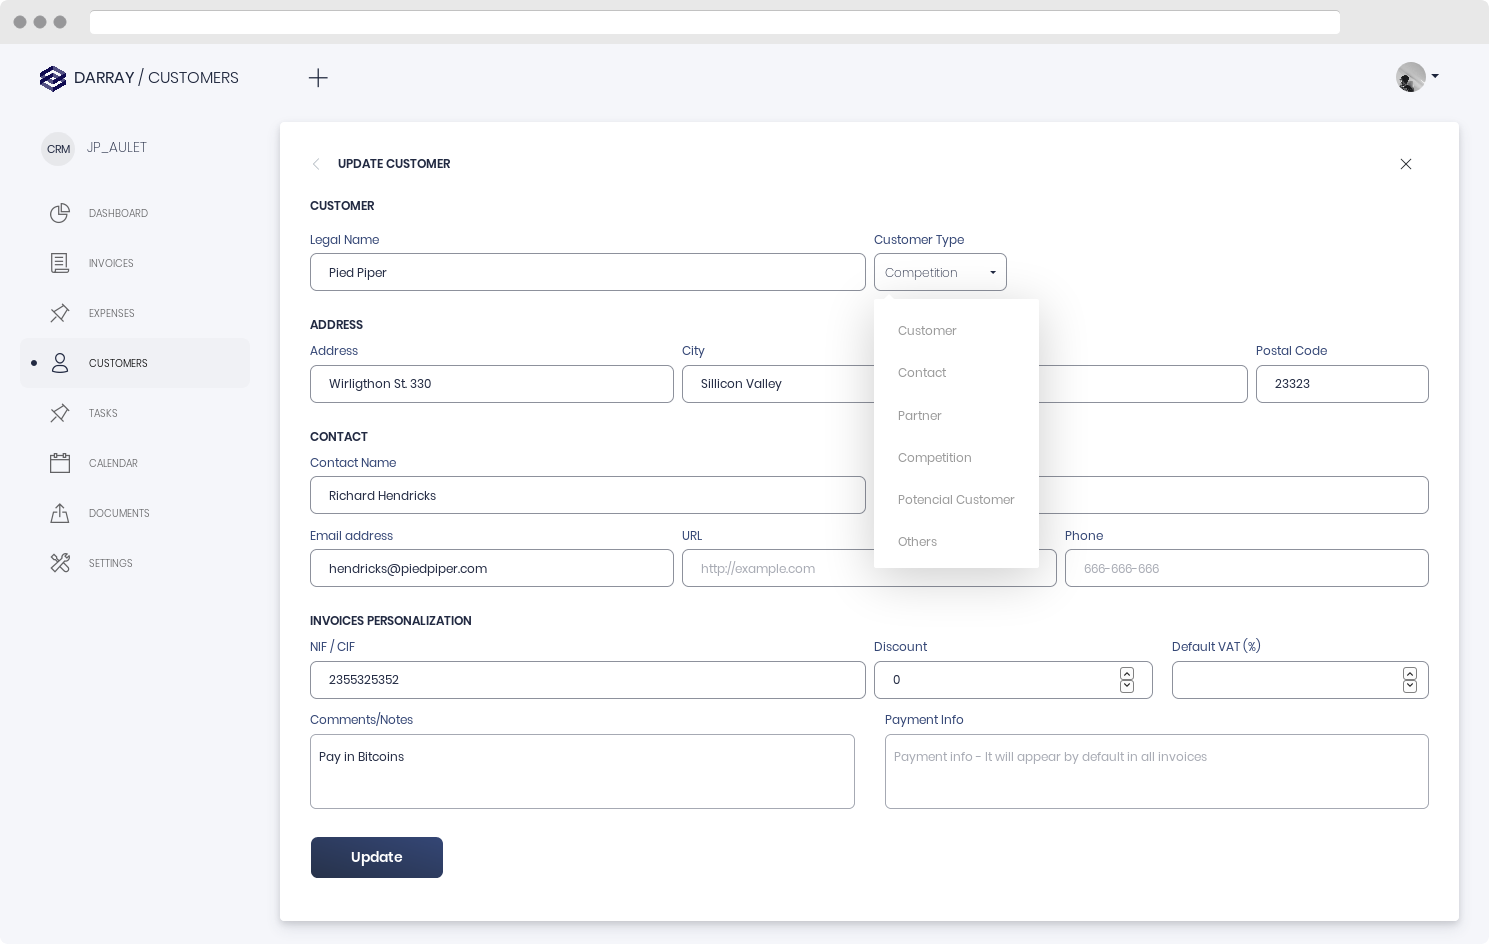 DARRAY / CUSTOMERS
CRM JP_AULET
DASHBOARD
INVOICES
EXPENSES
CUSTOMERS
TASKS
CALENDAR
DOCUMENTS
SETTINGS
UPDATE CUSTOMER
CUSTOMER
Legal Name Customer Type
Pied Piper Competition
Customer
Contact
Partner
Competition
Potencial Customer
Others
ADDRESS
Address City Postal Code
Wirligthon St. 330 Sillicon Valley 23323
CONTACT
Contact Name
Richard Hendricks
Email address URL Phone
hendricks@piedpiper.com http://example.com 666-666-666
INVOICES PERSONALIZATION
NIF / CIF Discount Default VAT (%)
2355325352 0
Comments/Notes Payment Info
Pay in Bitcoins Payment info - It will appear by default in all invoices
Update